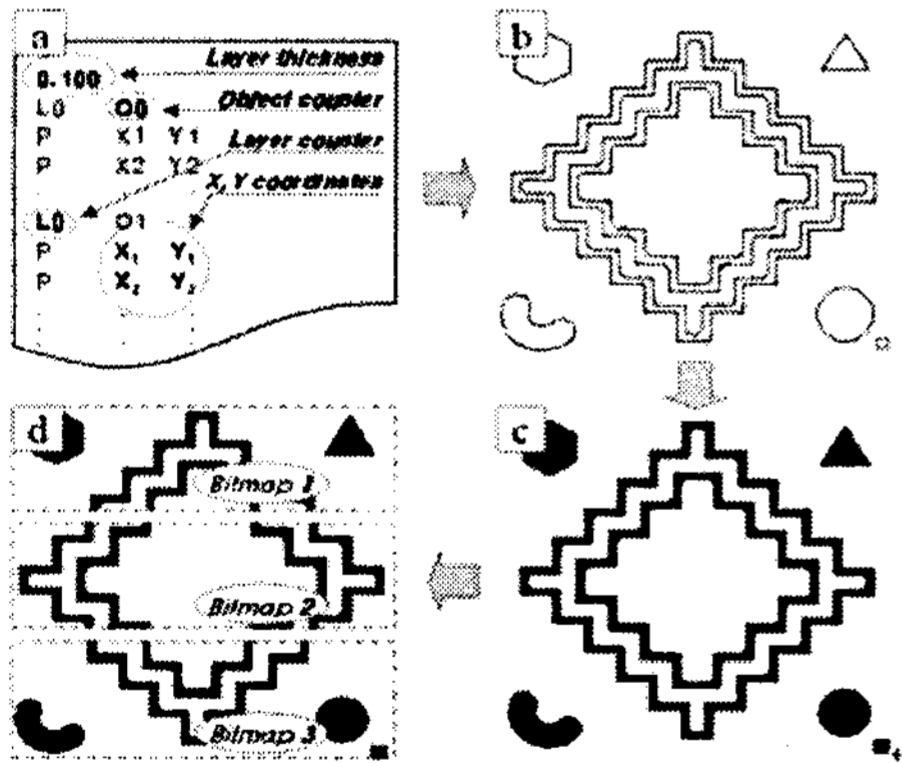 a
Layer thickness
0.100
Object counter
L0 O0
P X1 Y1
Layer counter
P X2 Y2
X, Y coordinates
L0 O1
P X₁ Y₁
P X₂ Y₂
b
d
Bitmap 1
Bitmap 2
Bitmap 3
c